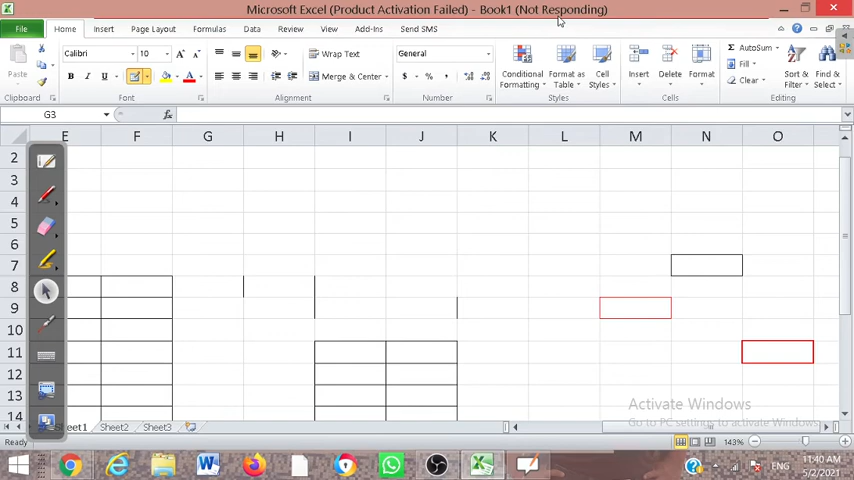 Microsoft Excel (Product Activation Failed) - Book1 (Not Responding)
File Home Insert Page Layout Formulas Data Review View Add-Ins Send SMS
Paste
Clipboard
Calibri 10 A A
B I A
Font
Wrap Text
Merge & Center
Alignment
General
$ % , .0 .00 .00 .0
Number
Conditional Formatting
Format as Table
Cell Styles
Styles
Insert Delete Format
Cells
AutoSum
Fill
Clear
Sort & Filter
Find & Select
Editing
G3 fx
E F G H I J K L M N O
2
3
4
5
6
7
8
9
10
11
12
13
14
Activate Windows
Go to PC settings to activate Windows.
Sheet1 Sheet2 Sheet3
Ready 143%
ENG
11:40 AM
5/2/2021